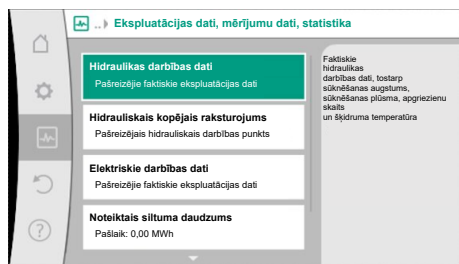 Ekspluatācijas dati, mērījumu dati, statistika
Hidraulikas darbības dati
Pašreizējie faktiskie ekspluatācijas dati
Hidrauliskais kopējais raksturojums
Pašreizējais hidrauliskais darbības punkts
Elektriskie darbības dati
Pašreizējie faktiskie ekspluatācijas dati
Noteiktais siltuma daudzums
Pašlaik: 0,00 MWh
Faktiskie
hidraulikas
darbības dati, tostarp
sūknēšanas augstums,
sūknēšanas plūsma, apgriezienu
skaits
un šķidruma temperatūra